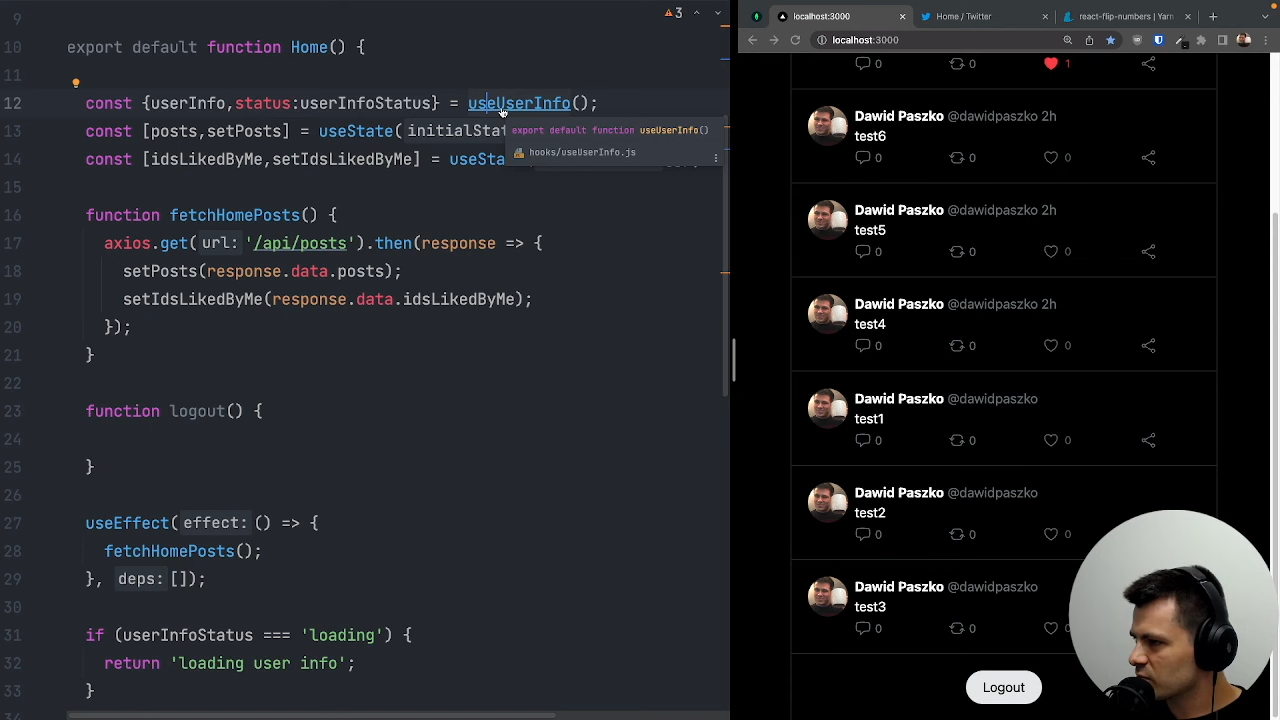 9
3
10 export default function Home() {
11
12 const {userInfo,status:userInfoStatus} = useUserInfo();
13 const [posts,setPosts] = useState( initialStat
export default function useUserInfo()
hooks/useUserInfo.js
14 const [idsLikedByMe,setIdsLikedByMe] = useSta
15
16 function fetchHomePosts() {
17 axios.get( url: '/api/posts').then(response => {
18 setPosts(response.data.posts);
19 setIdsLikedByMe(response.data.idsLikedByMe);
20 });
21 }
22
23 function logout() {
24
25 }
26
27 useEffect( effect: () => {
28 fetchHomePosts();
29 }, deps: []);
30
31 if (userInfoStatus === 'loading') {
32 return 'loading user info';
33 }
localhost:3000
Home / Twitter
react-flip-numbers | Yarn
localhost:3000
0 0 1
Dawid Paszko @dawidpaszko 2h
test6
0 0 0
Dawid Paszko @dawidpaszko 2h
test5
0 0 0
Dawid Paszko @dawidpaszko 2h
test4
0 0 0
Dawid Paszko @dawidpaszko
test1
0 0 0
Dawid Paszko @dawidpaszko
test2
0 0 0
Dawid Paszko @dawidpaszko
test3
0 0
Logout